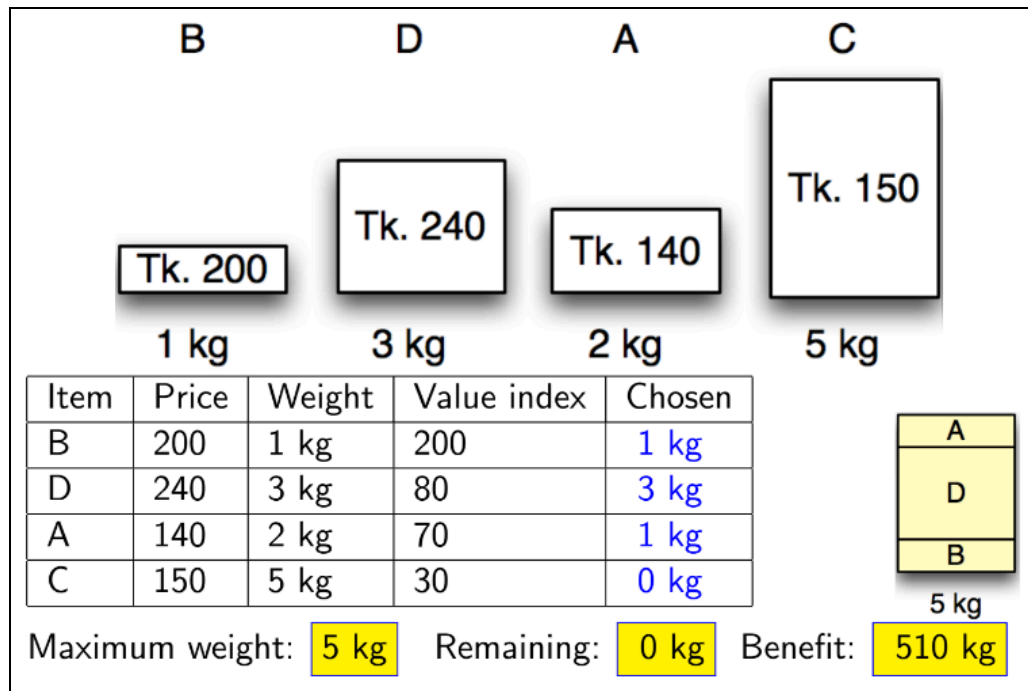 B D A C
Tk. 200 Tk. 240 Tk. 140 Tk. 150
1 kg 3 kg 2 kg 5 kg
Item Price Weight Value index Chosen
B 200 1 kg 200 1 kg
D 240 3 kg 80 3 kg
A 140 2 kg 70 1 kg
C 150 5 kg 30 0 kg
A
D
B
5 kg
Maximum weight: 5 kg Remaining: 0 kg Benefit: 510 kg